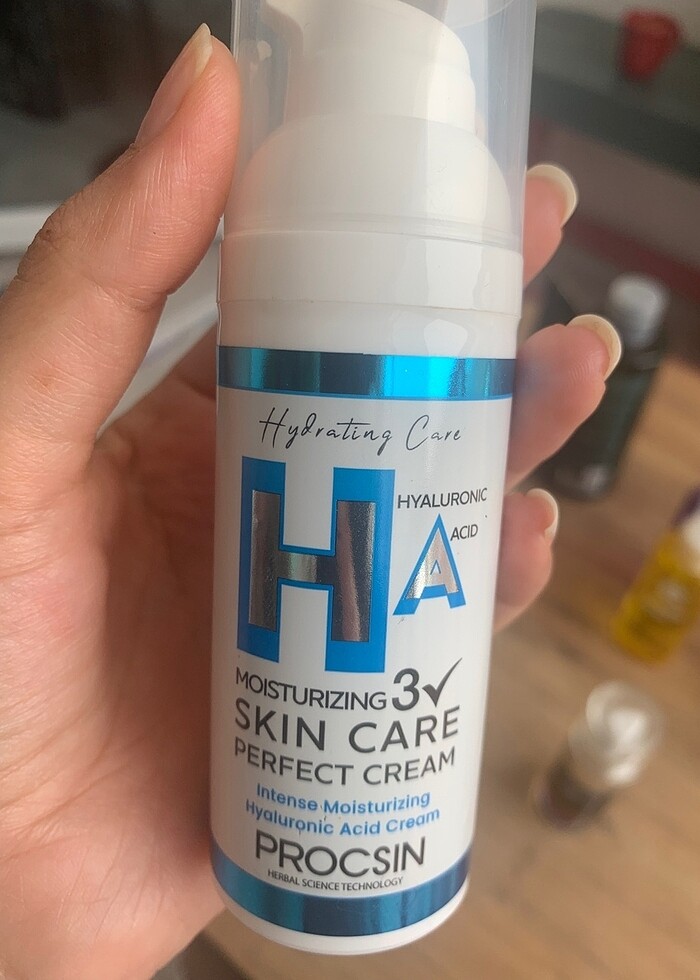 Hydrating Care
HA
HYALURONIC
ACID
MOISTURIZING 3✓
SKIN CARE
PERFECT CREAM
Intense Moisturizing
Hyaluronic Acid Cream
PROCSIN
HERBAL SCIENCE TECHNOLOGY